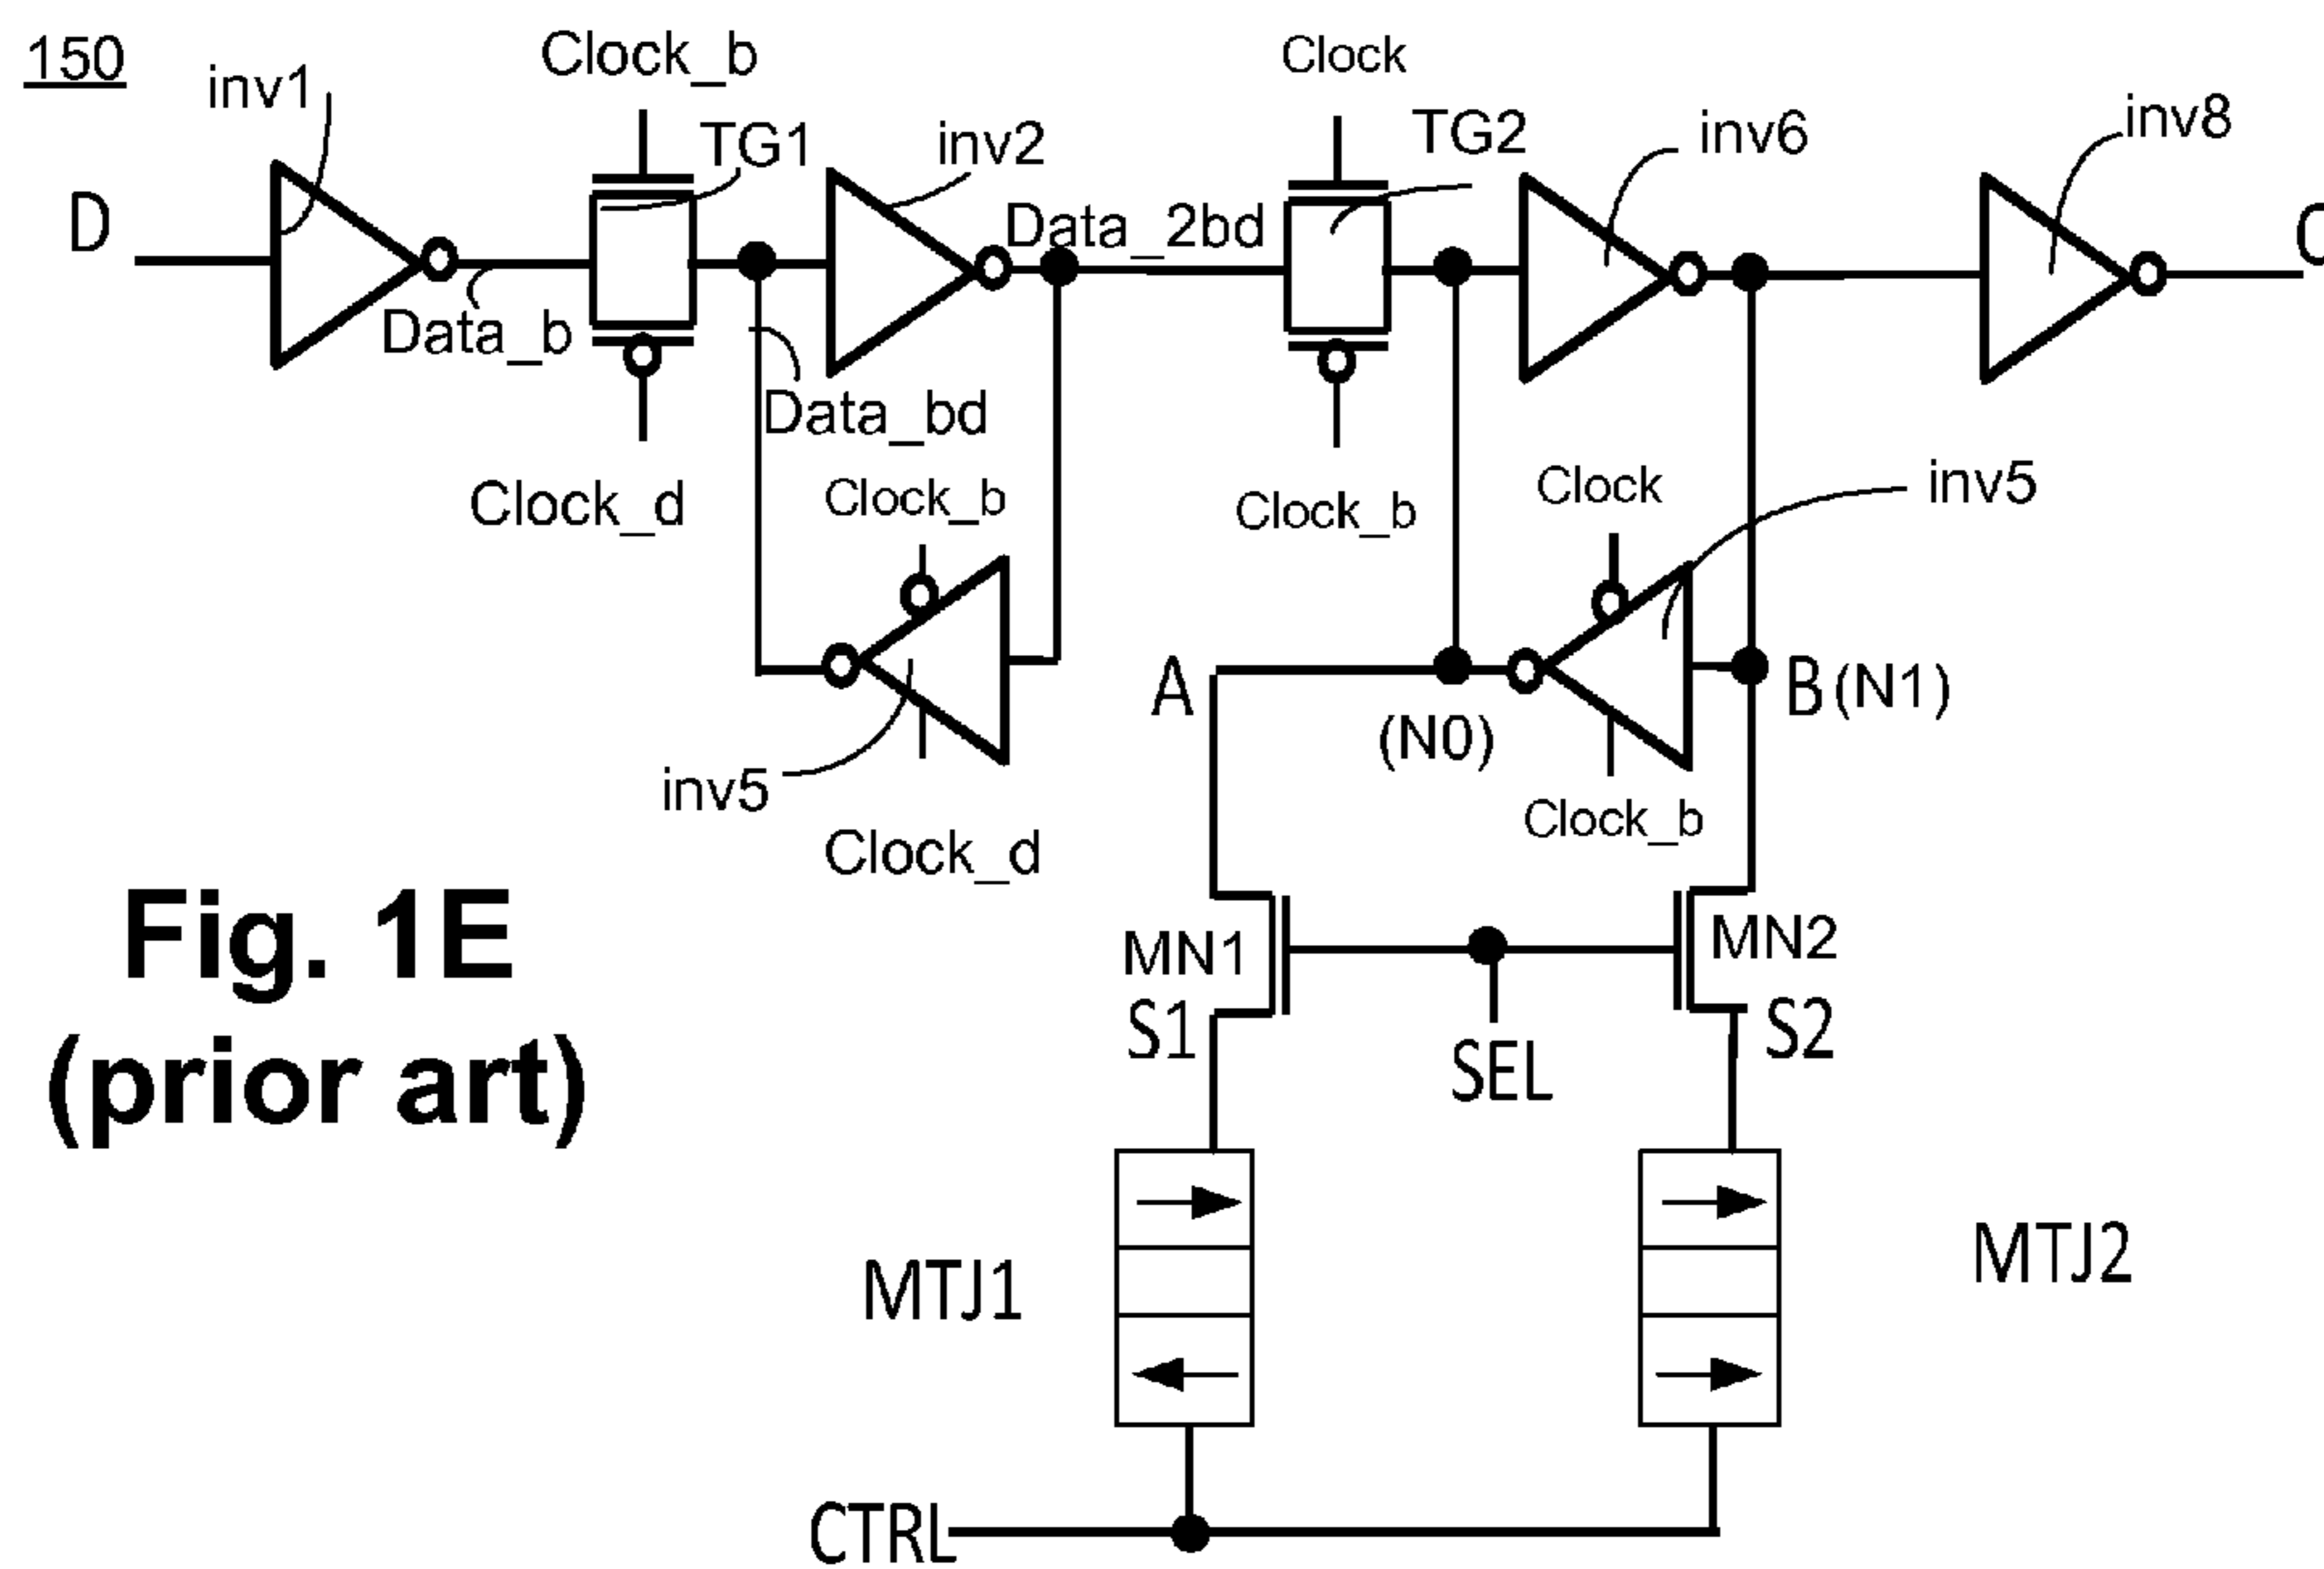 150
inv1
Clock_b
TG1
inv2
Clock
TG2
inv6
inv8
D
Data_2bd
Data_b
Data_bd
Clock_d
Clock_b
Clock_b
Clock
inv5
A
(N0)
B (N1)
inv5
Clock_d
Clock_b
Fig. 1E
(prior art)
MN1
MN2
S1
SEL
S2
MTJ1
MTJ2
CTRL